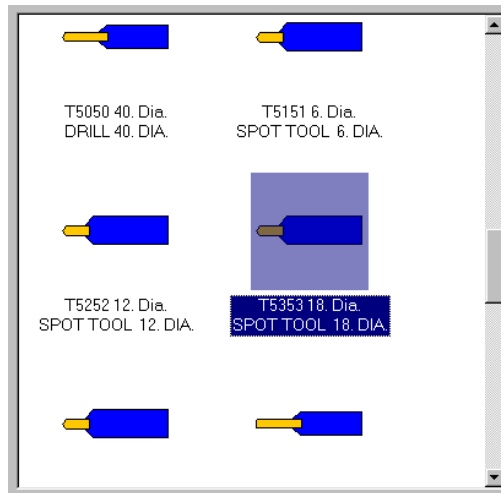 T5050 40. Dia.
DRILL 40. DIA.
T5151 6. Dia.
SPOT TOOL 6. DIA.
T5252 12. Dia.
SPOT TOOL 12. DIA.
T5353 18. Dia.
SPOT TOOL 18. DIA.